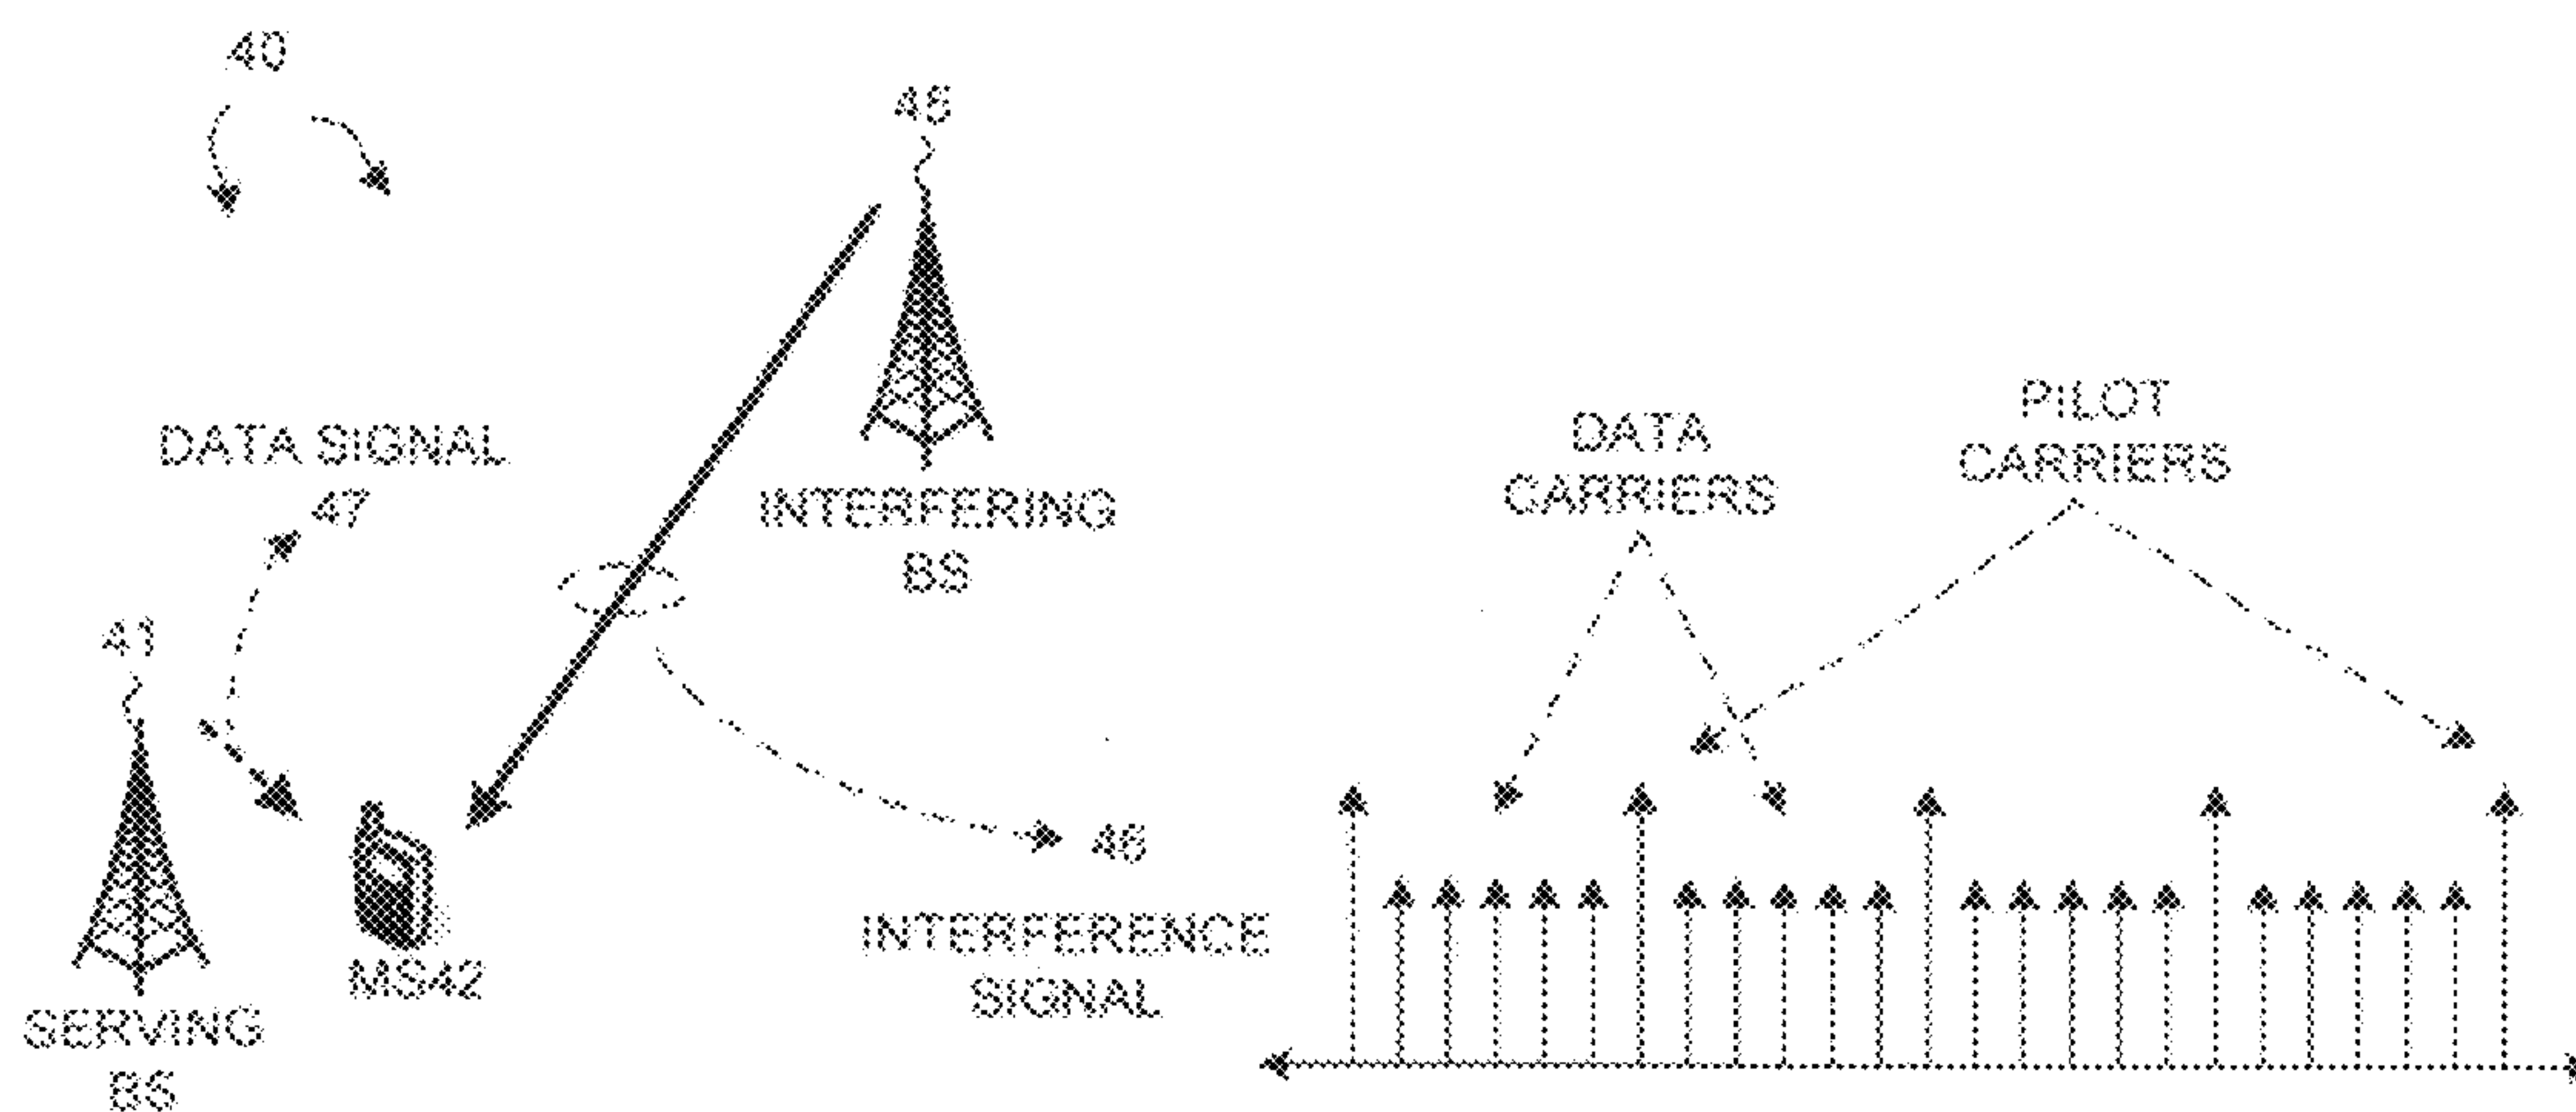 40
45
DATA SIGNAL
47
INTERFERING
BS
DATA
CARRIERS
PILOT
CARRIERS
41
46
INTERFERENCE
SIGNAL
MS42
SERVING
BS